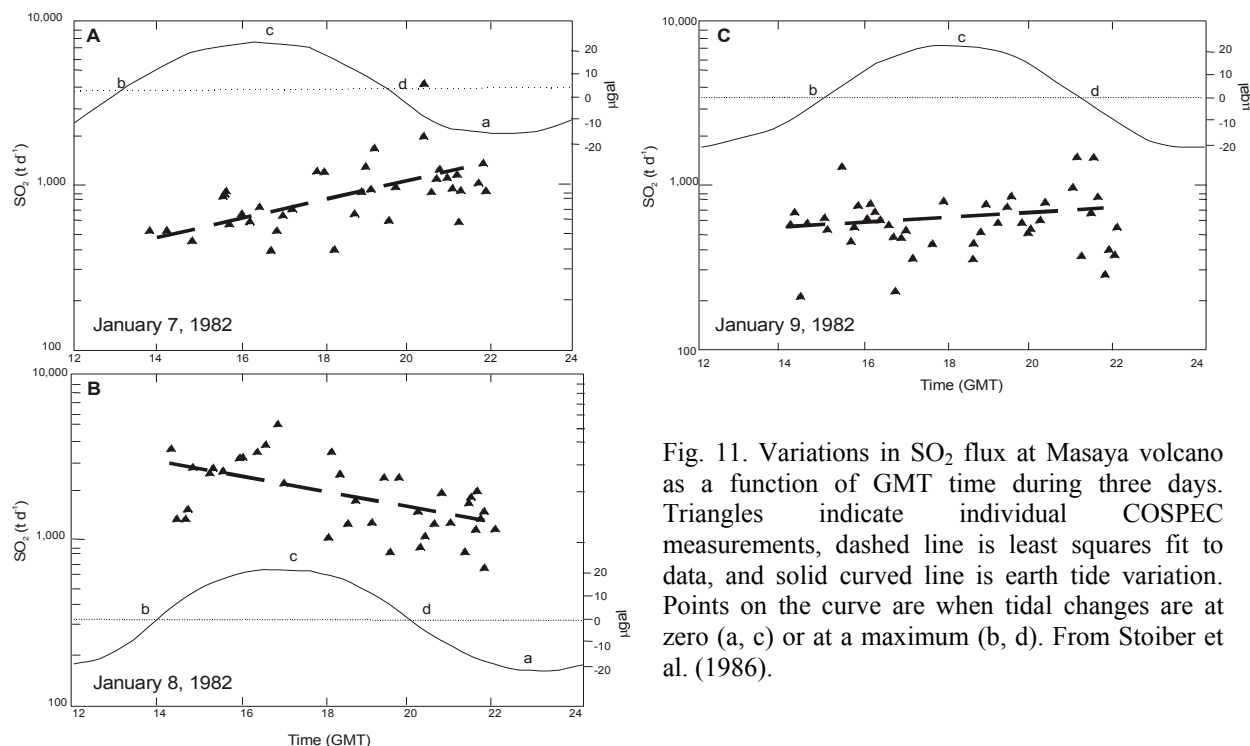 A
10,000
1,000
100
SO₂ (t d⁻¹)
b
c
d
a
20
10
0
-10
-20
µgal
January 7, 1982
12 14 16 18 20 22 24
B
10,000
1,000
100
SO₂ (t d⁻¹)
b
c
d
a
20
10
0
-10
-20
µgal
January 8, 1982
12 14 16 18 20 22 24
Time (GMT)
C
10,000
1,000
100
SO₂ (t d⁻¹)
b
c
d
20
10
0
-10
-20
µgal
January 9, 1982
12 14 16 18 20 22 24
Time (GMT)
Fig. 11. Variations in SO₂ flux at Masaya volcano
as a function of GMT time during three days.
Triangles indicate individual COSPEC
measurements, dashed line is least squares fit to
data, and solid curved line is earth tide variation.
Points on the curve are when tidal changes are at
zero (a, c) or at a maximum (b, d). From Stoiber et
al. (1986).